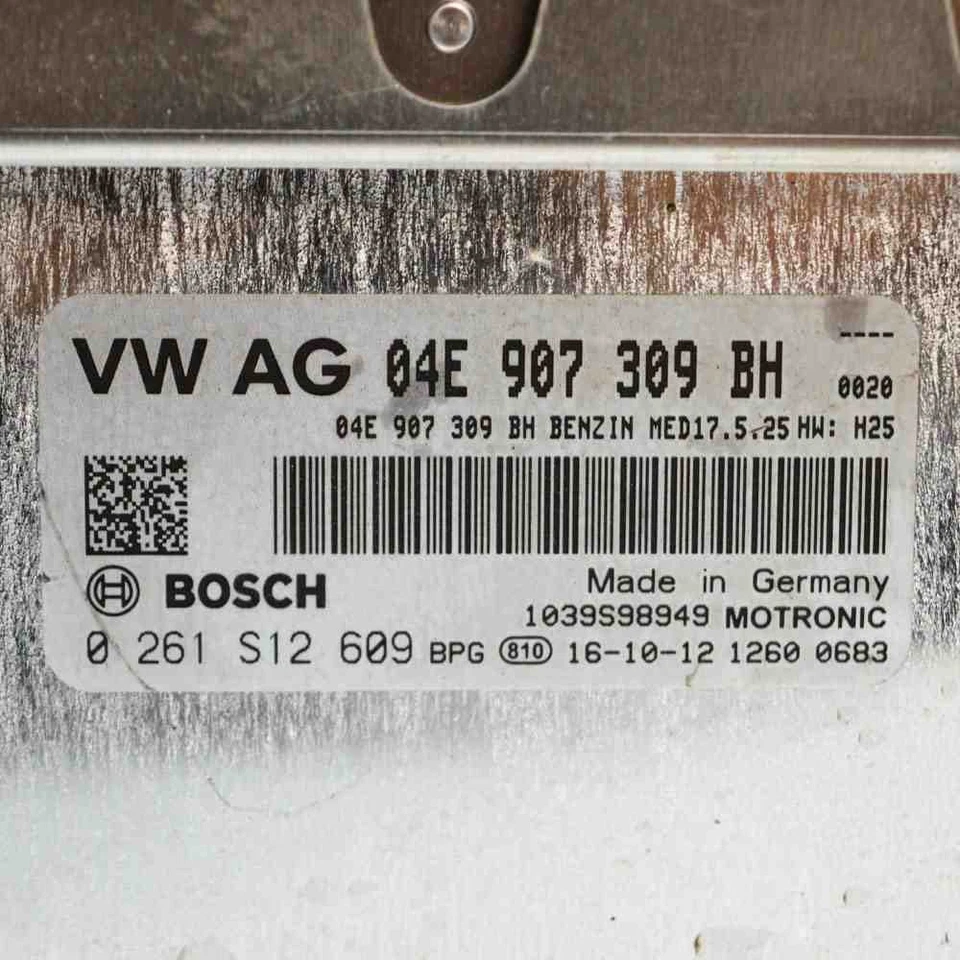 ----
VW AG 04E 907 309 BH 0020
04E 907 309 BH BENZIN MED17.5.25 HW: H25
BOSCH
Made in Germany
1039S98949 MOTRONIC
0 261 S12 609 BPG 810 16-10-12 1260 0683